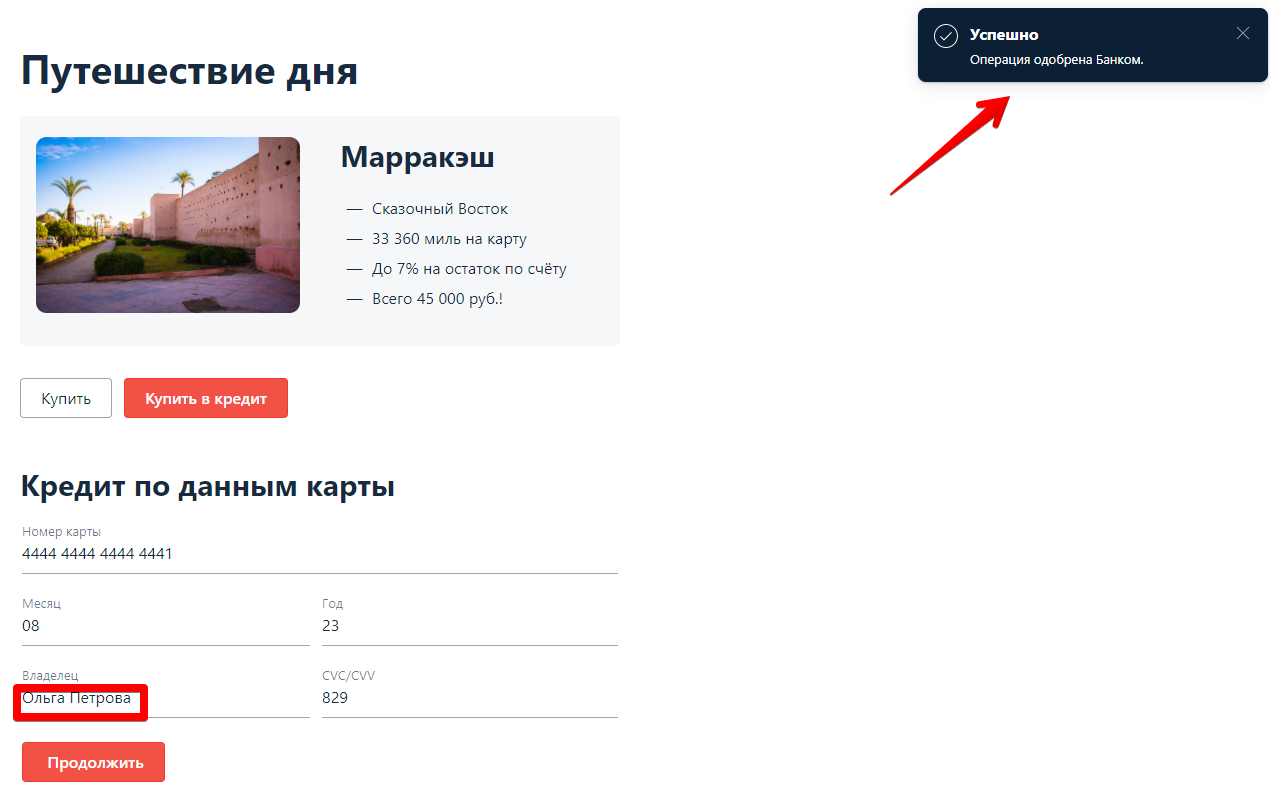 Путешествие дня
Успешно
Операция одобрена Банком.
Марракэш
— Сказочный Восток
— 33 360 миль на карту
— До 7% на остаток по счёту
— Всего 45 000 руб.!
Купить
Купить в кредит
Кредит по данным карты
Номер карты
4444 4444 4444 4441
Месяц
08
Год
23
Владелец
Ольга Петрова
CVC/CVV
829
Продолжить